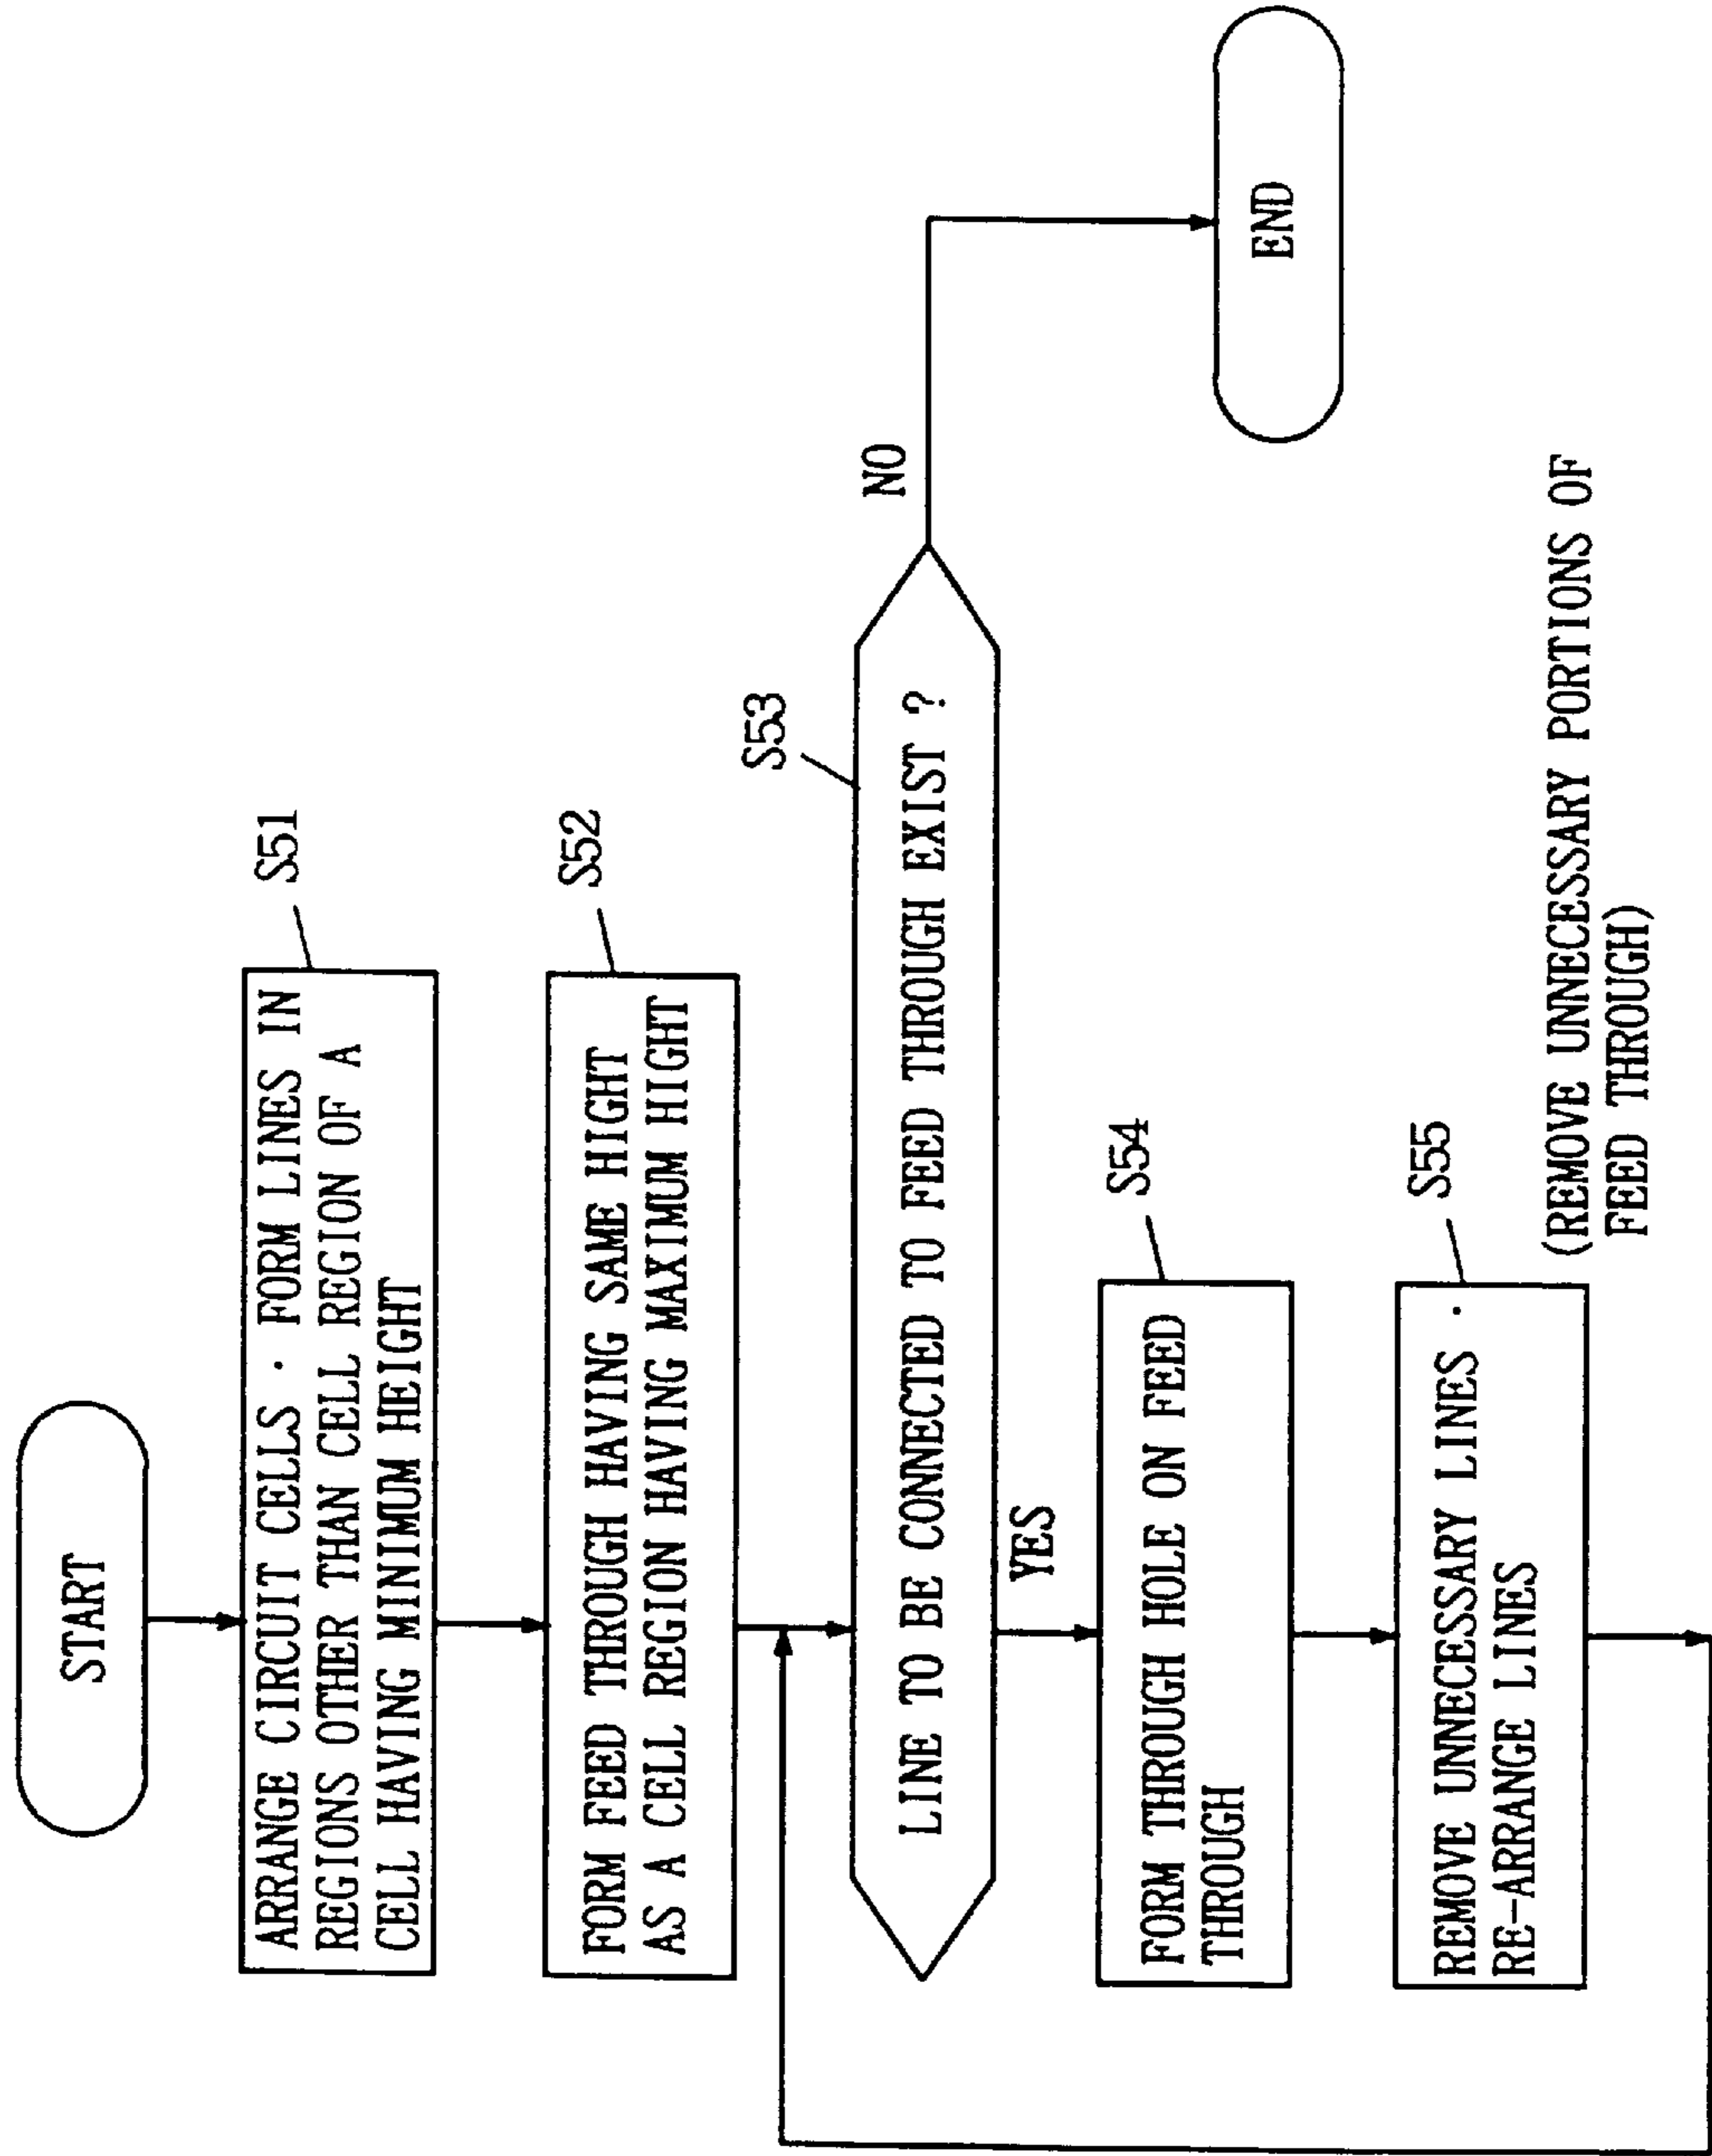 START
S51
ARRANGE CIRCUIT CELLS · FORM LINES IN
REGIONS OTHER THAN CELL REGION OF A
CELL HAVING MINIMUM HEIGHT
S52
FORM FEED THROUGH HAVING SAME HIGHT
AS A CELL REGION HAVING MAXIMUM HIGHT
S53
LINE TO BE CONNECTED TO FEED THROUGH EXIST ?
NO
YES
END
S54
FORM THROUGH HOLE ON FEED
THROUGH
S55
REMOVE UNNECESSARY LINES ·
RE-ARRANGE LINES
(REMOVE UNNECESSARY PORTIONS OF
FEED THROUGH)